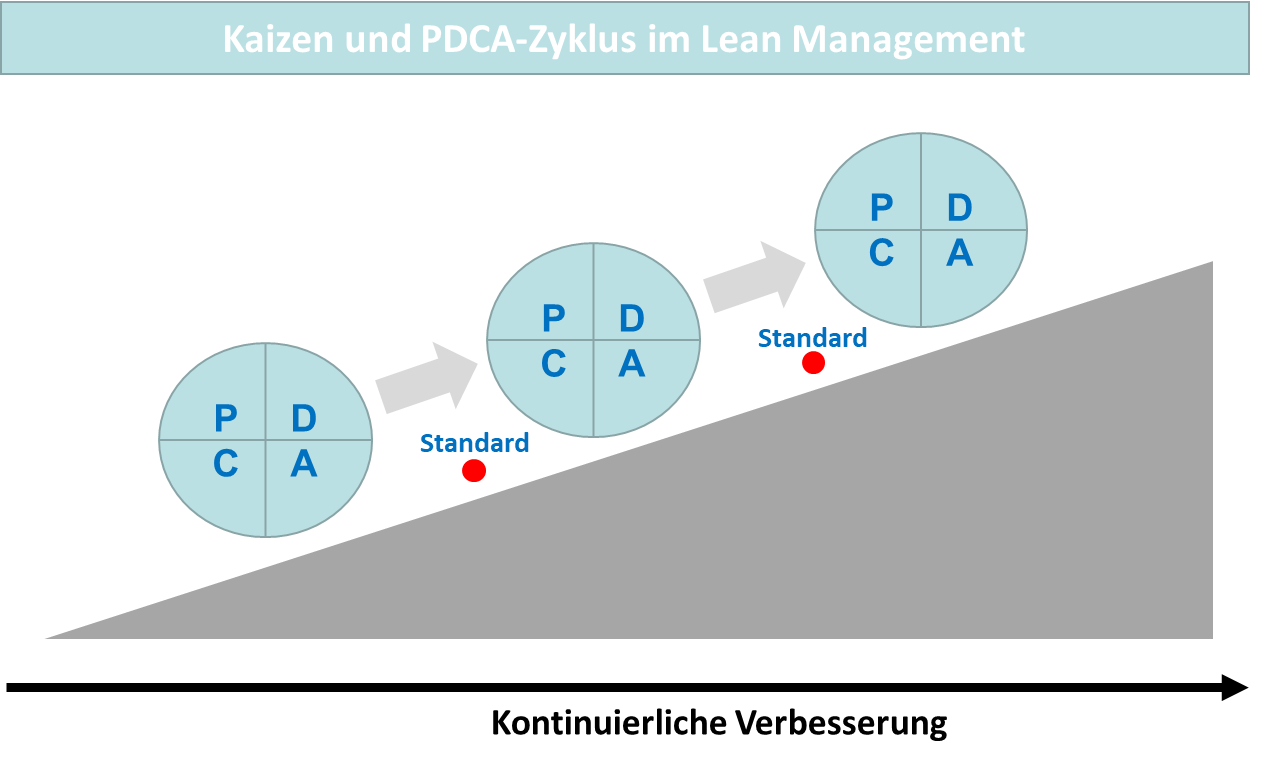 Kaizen und PDCA-Zyklus im Lean Management
P D
C A
Standard
P D
C A
Standard
P D
C A
Kontinuierliche Verbesserung